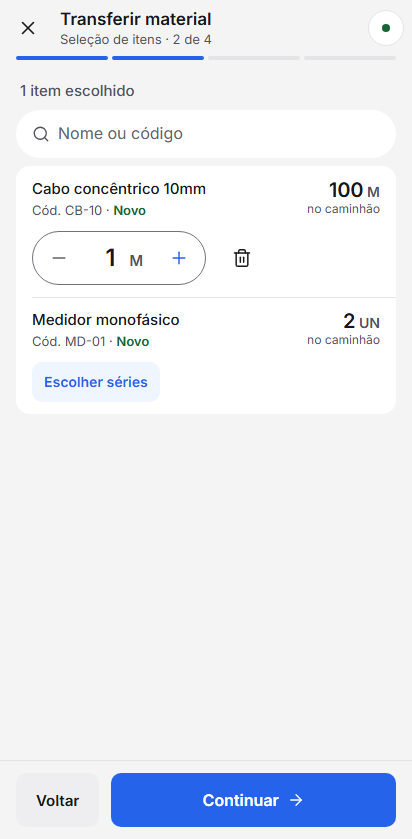 Transferir material
Seleção de itens · 2 de 4
1 item escolhido
Nome ou código
Cabo concêntrico 10mm
100 M
Cód. CB-10 · Novo
no caminhão
1 M
Medidor monofásico
2 UN
Cód. MD-01 · Novo
no caminhão
Escolher séries
Voltar
Continuar